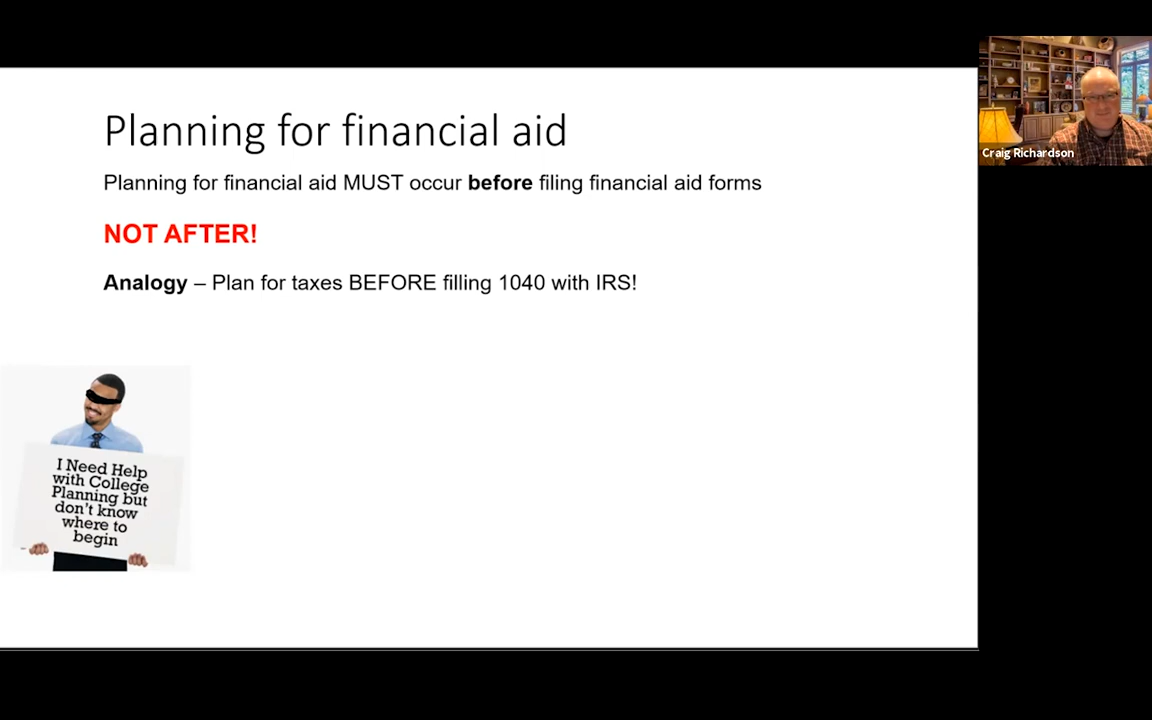 Planning for financial aid
Planning for financial aid MUST occur before filing financial aid forms
NOT AFTER!
Analogy – Plan for taxes BEFORE filling 1040 with IRS!
I Need Help
with College
Planning but
don't know
where to
begin
Craig Richardson